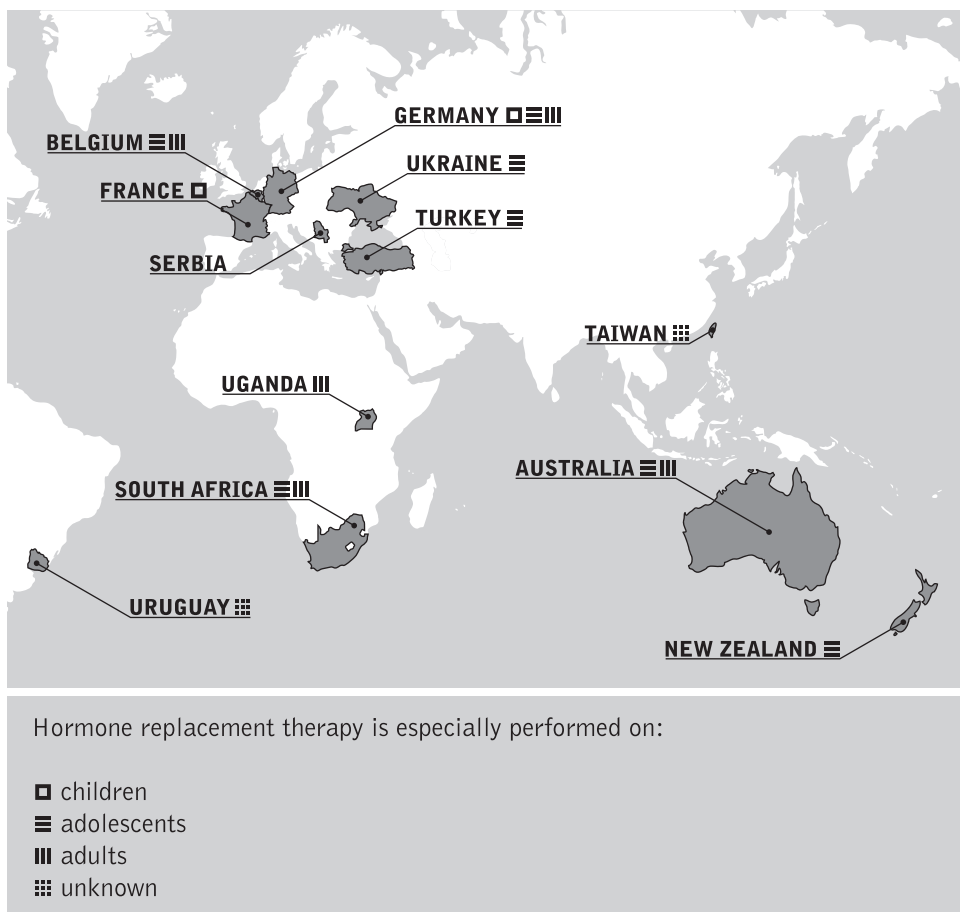 GERMANY
BELGIUM
UKRAINE
FRANCE
TURKEY
SERBIA
TAIWAN
UGANDA
AUSTRALIA
SOUTH AFRICA
URUGUAY
NEW ZEALAND
Hormone replacement therapy is especially performed on:
children
adolescents
adults
unknown